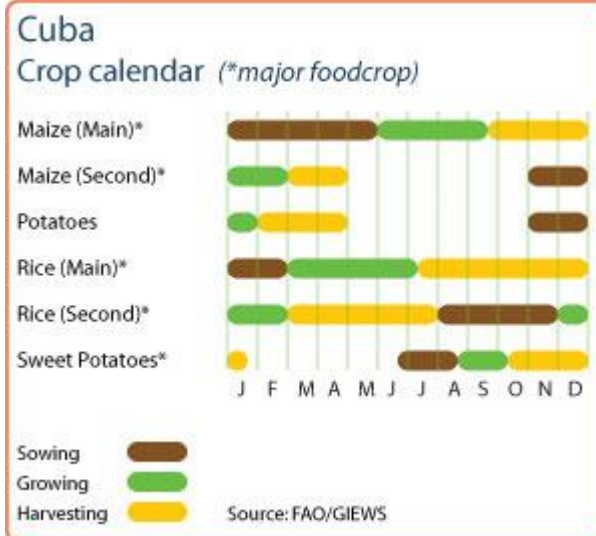 Cuba
Crop calendar (*major foodcrop)
Maize (Main)*
Maize (Second)*
Potatoes
Rice (Main)*
Rice (Second)*
Sweet Potatoes*
J F M A M J J A S O N D
Sowing
Growing
Harvesting Source: FAO/GIEWS